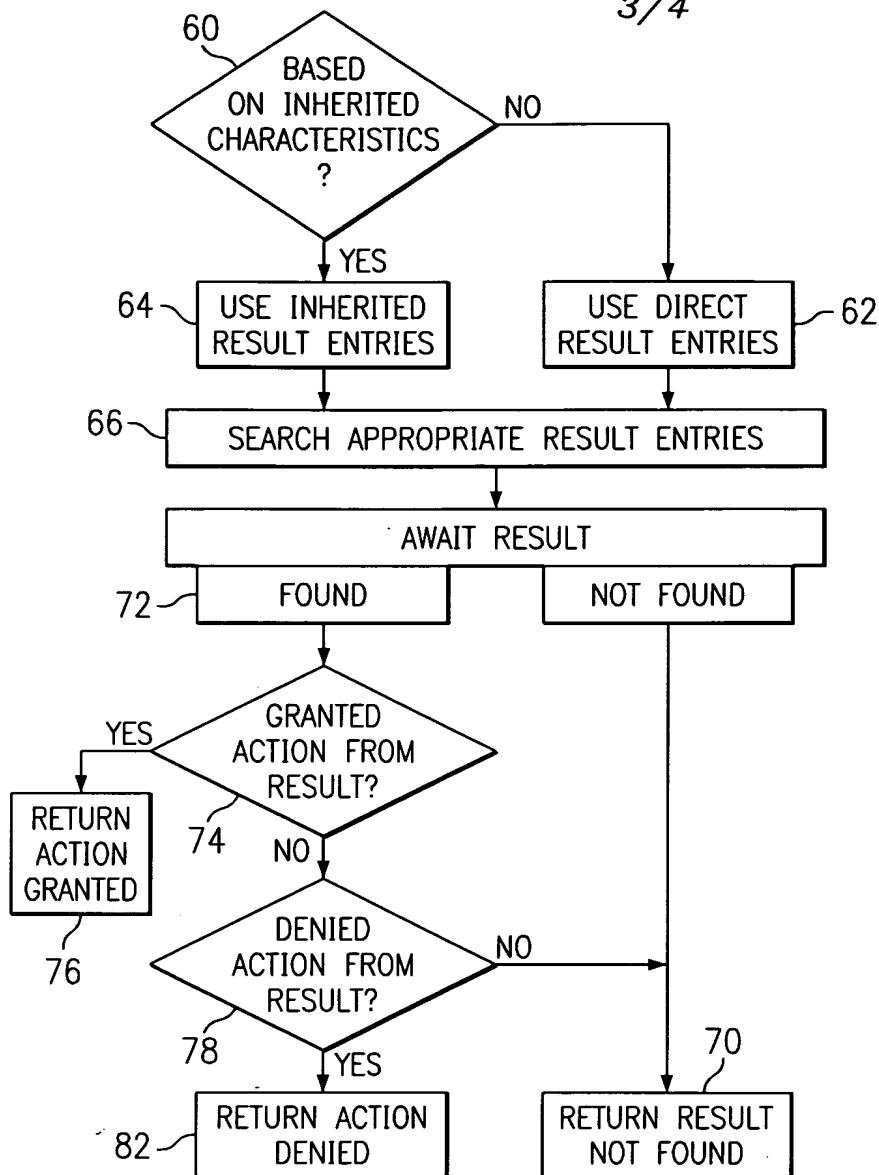 3/4
60
BASED
ON INHERITED
CHARACTERISTICS
?
NO
YES
64
USE INHERITED
RESULT ENTRIES
USE DIRECT
RESULT ENTRIES
62
66
SEARCH APPROPRIATE RESULT ENTRIES
AWAIT RESULT
72
FOUND
NOT FOUND
GRANTED
ACTION FROM
RESULT?
YES
74
NO
RETURN
ACTION
GRANTED
76
DENIED
ACTION FROM
RESULT?
NO
78
YES
70
82
RETURN ACTION
DENIED
RETURN RESULT
NOT FOUND